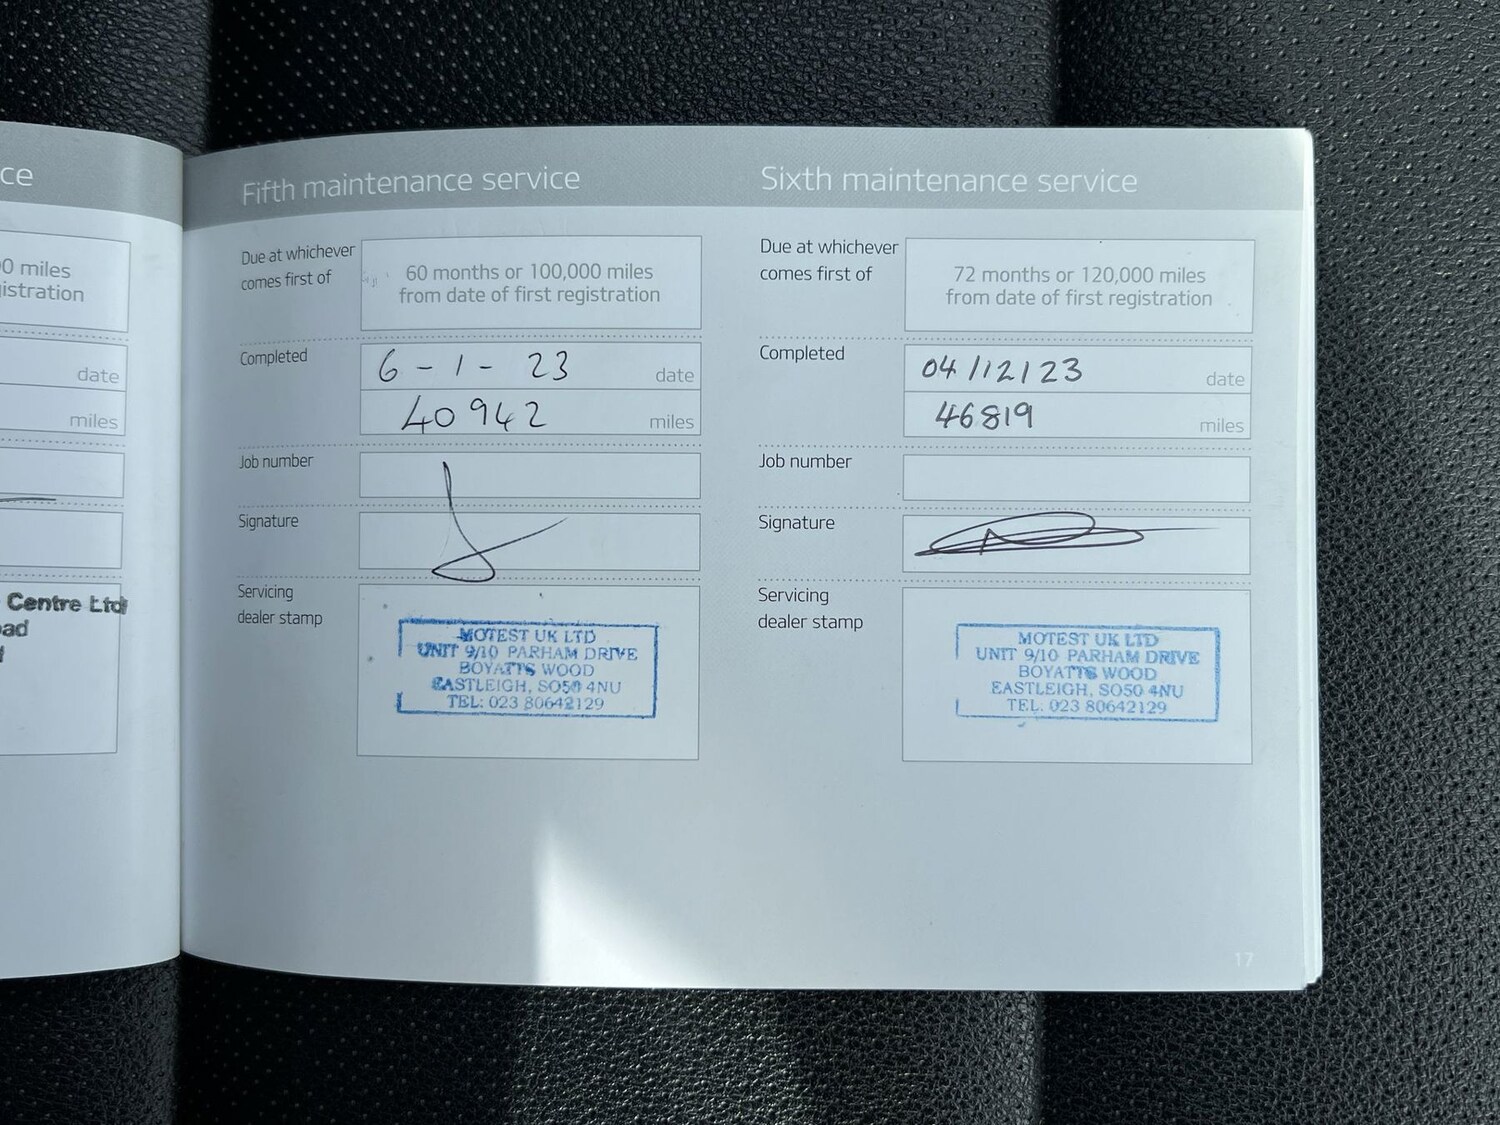 ce
0 miles
istration
date
miles
Centre Ltd
oad
Fifth maintenance service
Due at whichever
comes first of
60 months or 100,000 miles
from date of first registration
Completed
6 - 1 - 23
date
40942
miles
Job number
Signature
Servicing
dealer stamp
MOTEST UK LTD
UNIT 9/10 PARHAM DRIVE
BOYATTS WOOD
EASTLEIGH, SO50 4NU
TEL: 023 80642129
Sixth maintenance service
Due at whichever
comes first of
72 months or 120,000 miles
from date of first registration
Completed
04/12/23
date
46819
miles
Job number
Signature
Servicing
dealer stamp
MOTEST UK LTD
UNIT 9/10 PARHAM DRIVE
BOYATTS WOOD
EASTLEIGH, SO50 4NU
TEL: 023 80642129
17